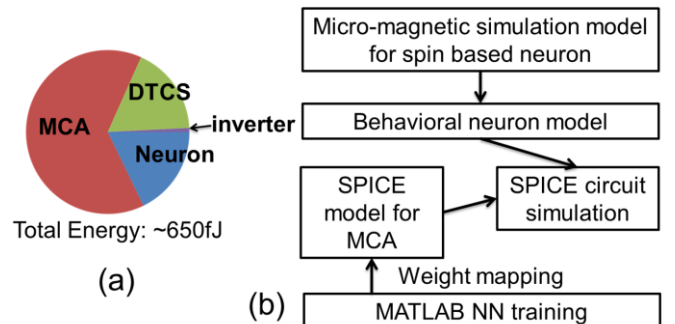 MCA
DTCS
inverter
Neuron
Total Energy: ~650fJ
(a)
Micro-magnetic simulation model
for spin based neuron
Behavioral neuron model
SPICE
model for
MCA
SPICE circuit
simulation
Weight mapping
MATLAB NN training
(b)